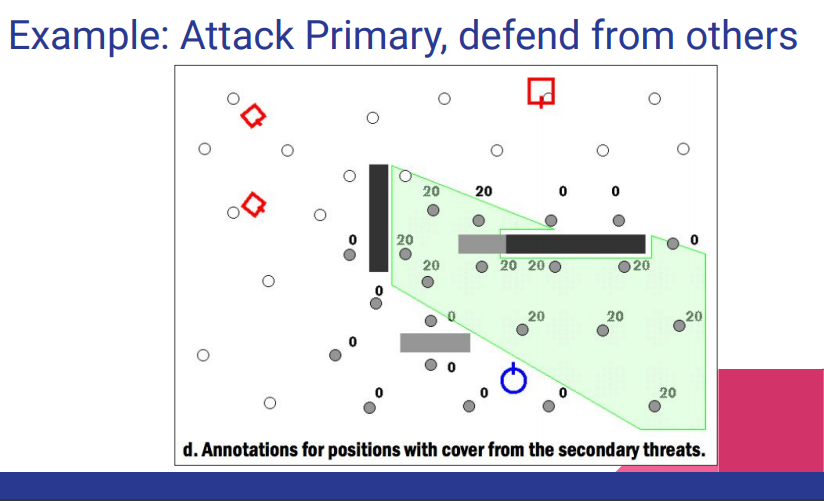 Example: Attack Primary, defend from others
20 20 0 0
0 20 0
20 20 20 20
0
0 20 20 20
0
0
0 0 0 20
d. Annotations for positions with cover from the secondary threats.